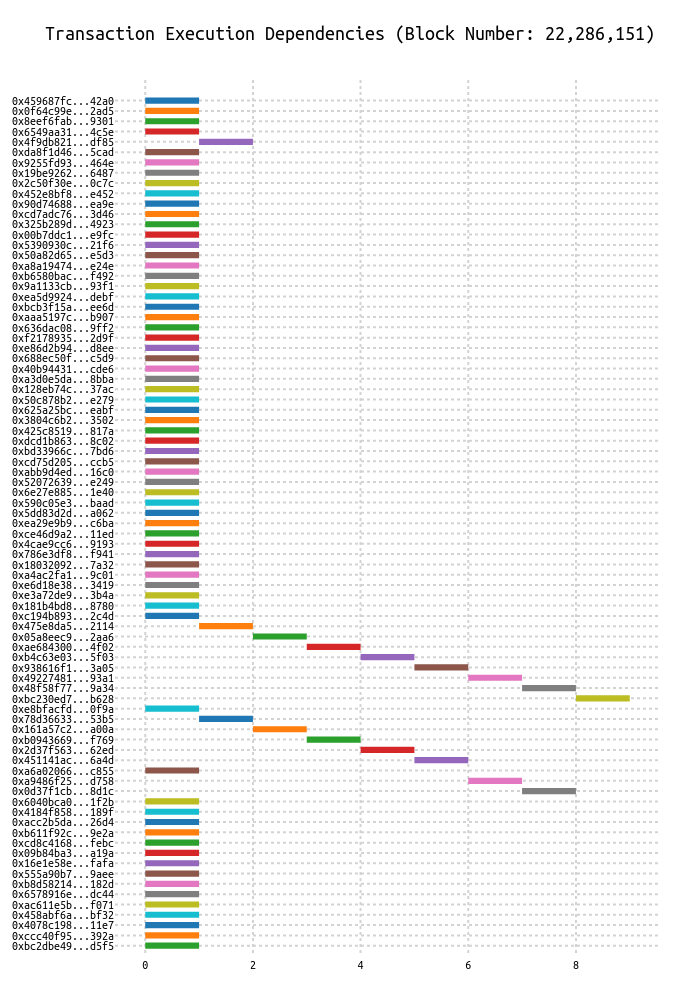 Transaction Execution Dependencies (Block Number: 22,286,151)
0x459687fc...42a0
0x0f64c99e...2ad5
0x8eef6fab...9301
0x6549aa31...4c5e
0x4f9db821...df85
0xda8f1d46...5cad
0x9255fd93...464e
0x19be9262...6487
0x2c50f30e...0c7c
0x452e8bf8...e452
0x90d74688...ea9e
0xcd7adc76...3d46
0x325b289d...4923
0x00b7ddc1...e9fc
0x5390930c...21f6
0x50a82d65...e5d3
0xa8a19474...e24e
0xb6580bac...f492
0x9a1133cb...93f1
0xea5d9924...debf
0xbcb3f15a...ee6d
0xaaa5197c...b907
0x636dac08...9ff2
0xf2178935...2d9f
0xe86d2b94...d8ee
0x688ec50f...c5d9
0x40b94431...cde6
0xa3d0e5da...8bba
0x128eb74c...37ac
0x50c878b2...e279
0x625a25bc...eabf
0x3804c6b2...3502
0x425c8519...817a
0xdcd1b863...8c02
0xbd33966c...7bd6
0xcd75d205...ccb5
0xabb9d4ed...16c0
0x52072639...e249
0x6e27e885...1e40
0x590c05e3...baad
0x5dd83d2d...a062
0xea29e9b9...c6ba
0xce46d9a2...11ed
0x4cae9cc6...9193
0x786e3df8...f941
0x18032092...7a32
0xa4ac2fa1...9c01
0xe6d18e38...3419
0xe3a72de9...3b4a
0x181b4bd8...8780
0xc194b893...2c4d
0x475e8da5...2114
0x05a8eec9...2aa6
0xae684300...4f02
0xb4c63e03...5f03
0x938616f1...3a05
0x49227481...93a1
0x48f58f77...9a34
0xbc230ed7...b628
0xe8bfacfd...0f9a
0x78d36633...53b5
0x161a57c2...a00a
0xb0943669...f769
0x2d37f563...62ed
0x451141ac...6a4d
0xa6a02066...c855
0xa9486f25...d758
0x0d37f1cb...8d1c
0x6040bca0...1f2b
0x4184f858...189f
0xacc2b5da...26d4
0xb611f92c...9e2a
0xcd8c4168...febc
0x09b84ba3...a19a
0x16e1e58e...fafa
0x555a90b7...9aee
0xb8d58214...182d
0x6578916e...dc44
0xac611e5b...f071
0x458abf6a...bf32
0x4078c198...11e7
0xccc40f95...392a
0xbc2dbe49...d5f5
0 2 4 6 8